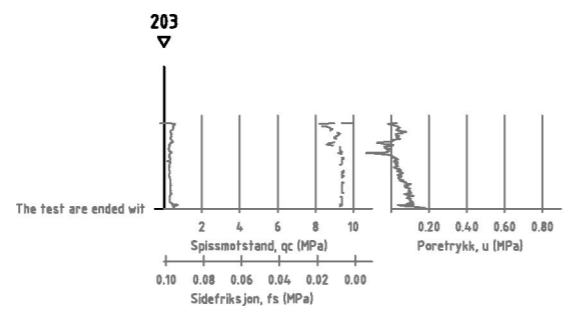 203
The test are ended wit
2 4 6 8 10 0.20 0.40 0.60 0.80
Spissmotstand, qc (MPa) Poretrykk, u (MPa)
0.10 0.08 0.06 0.04 0.02 0.00
Sidefriksjon, fs (MPa)